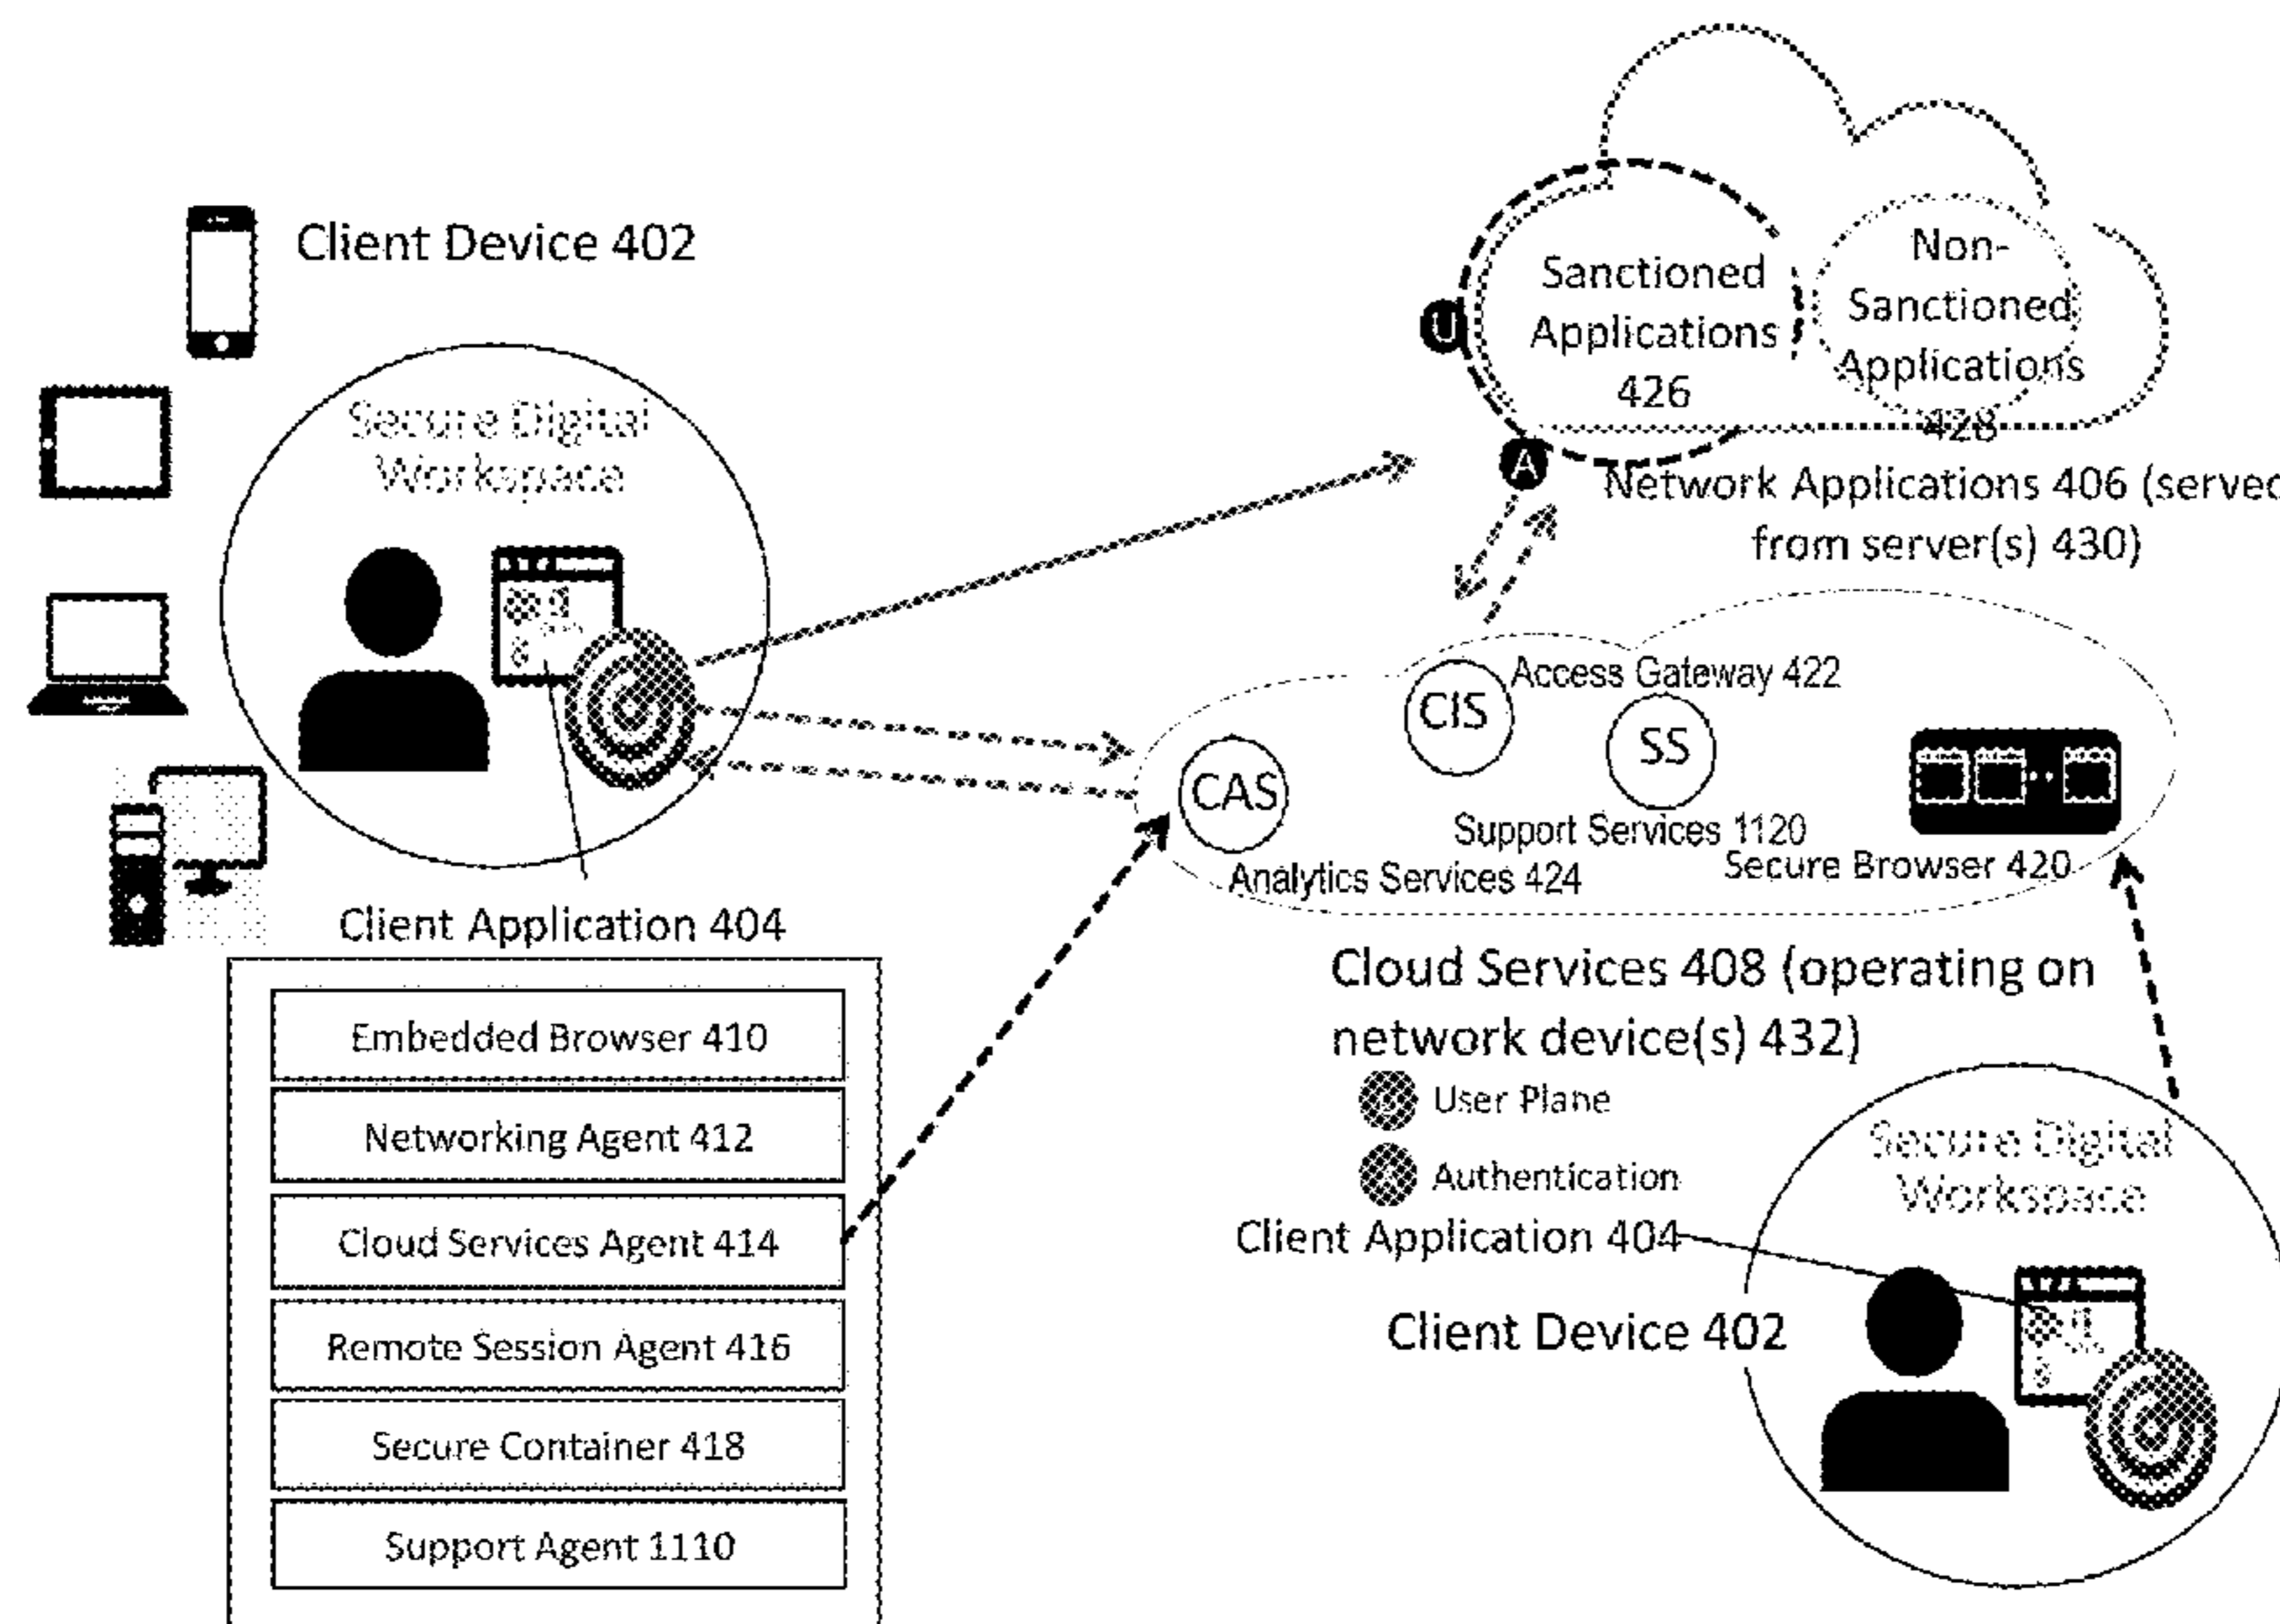 Client Device 402
Secure Digital
Workspace
Client Application 404
Embedded Browser 410
Networking Agent 412
Cloud Services Agent 414
Remote Session Agent 416
Secure Container 418
Support Agent 1110
Sanctioned
Applications
426
Non-
Sanctioned
Applications
428
U
A
Network Applications 406 (served
from server(s) 430)
CIS
Access Gateway 422
SS
CAS
Support Services 1120
Secure Browser 420
Analytics Services 424
Cloud Services 408 (operating on
network device(s) 432)
User Plane
Authentication
Client Application 404
Client Device 402
Secure Digital
Workspace